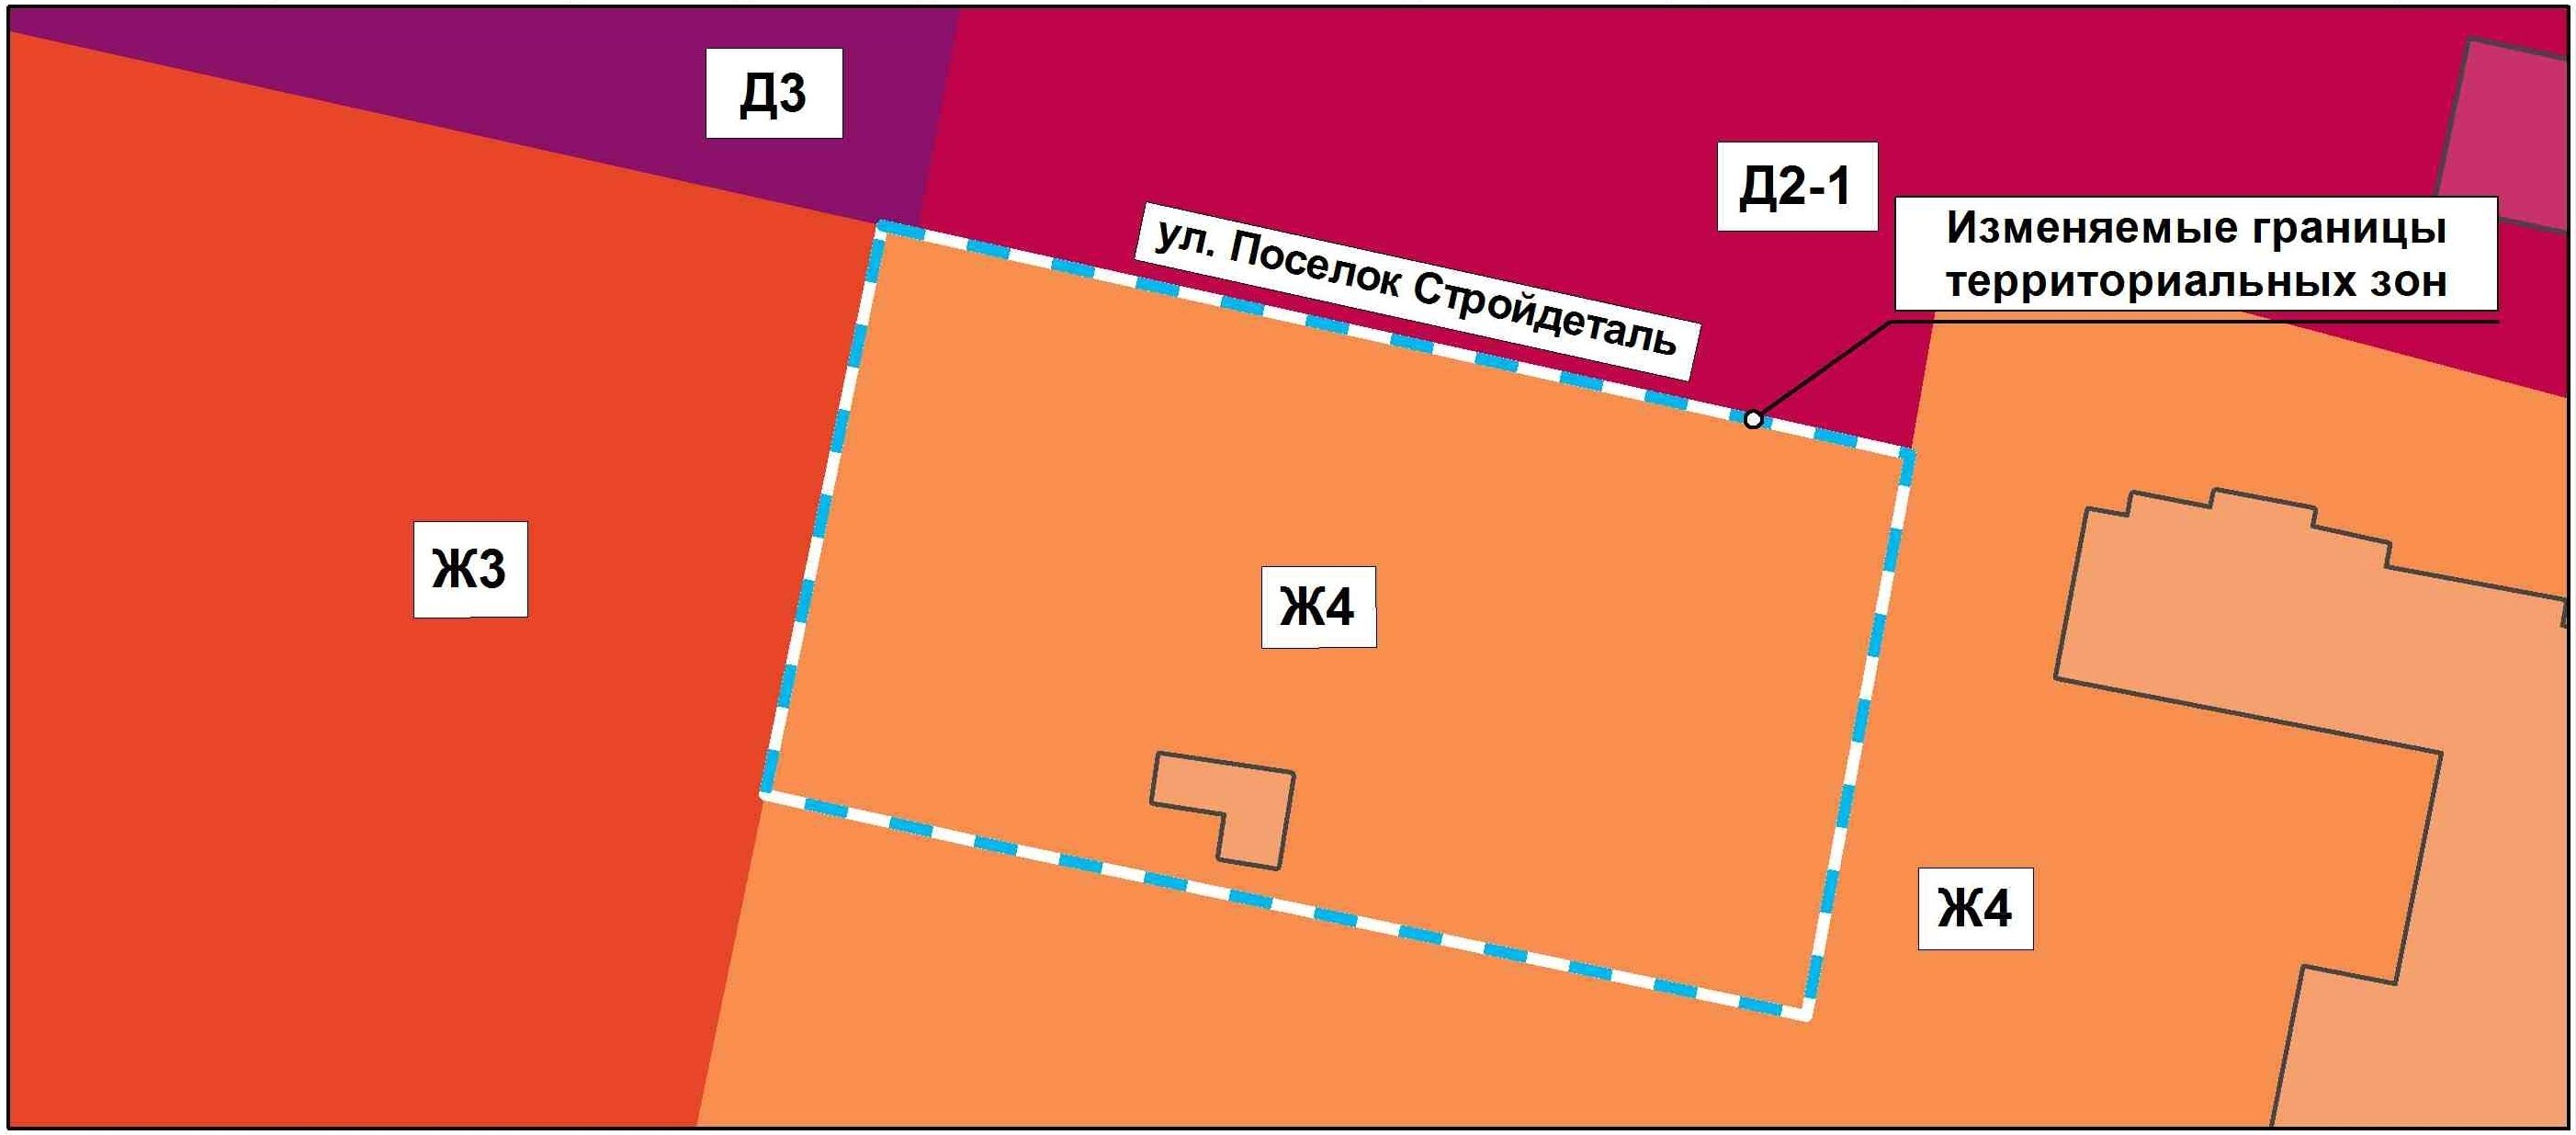 Д3
Д2-1
Изменяемые границы
территориальных зон
ул. Поселок Стройдеталь
Ж3
Ж4
Ж4